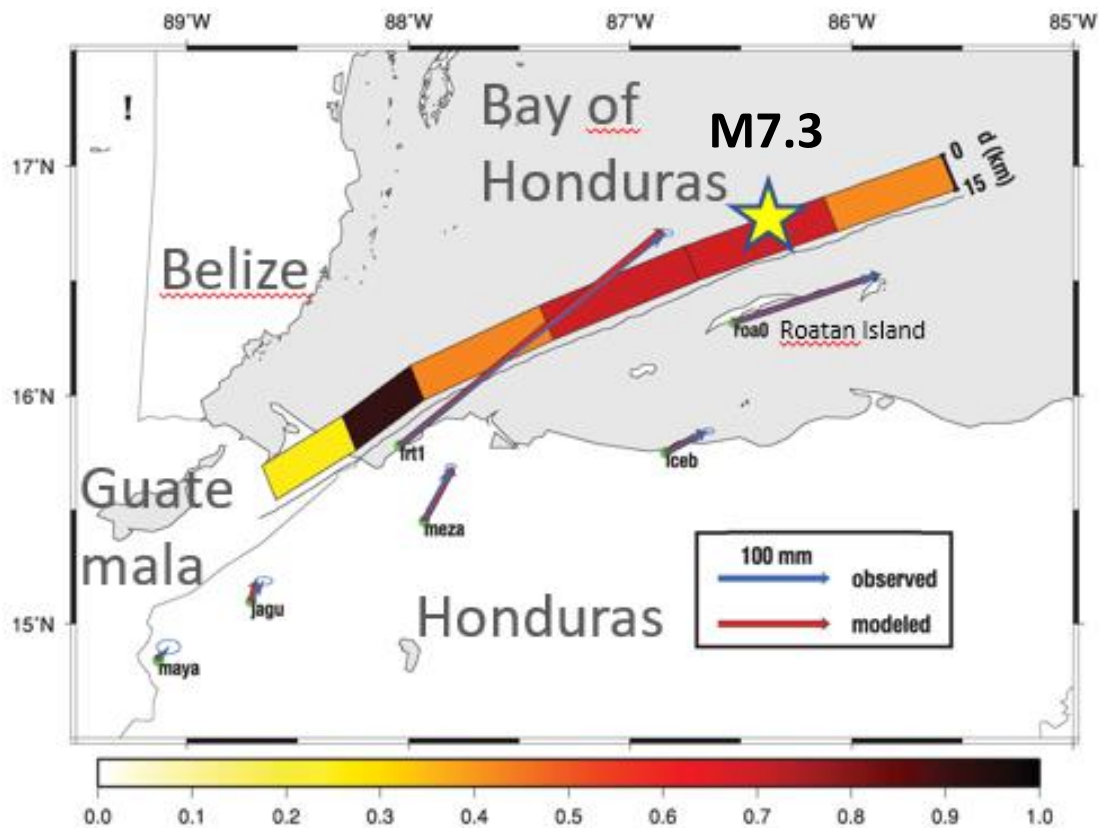 89°W 88°W 87°W 86°W 85°W
!
Bay of
Honduras
M7.3
0
15
d (km)
17°N
Belize
roa0 Roatan Island
16°N
frt1
iceb
Guate
mala
meza
100 mm
observed
modeled
jagu
Honduras
15°N
maya
0.0 0.1 0.2 0.3 0.4 0.5 0.6 0.7 0.8 0.9 1.0